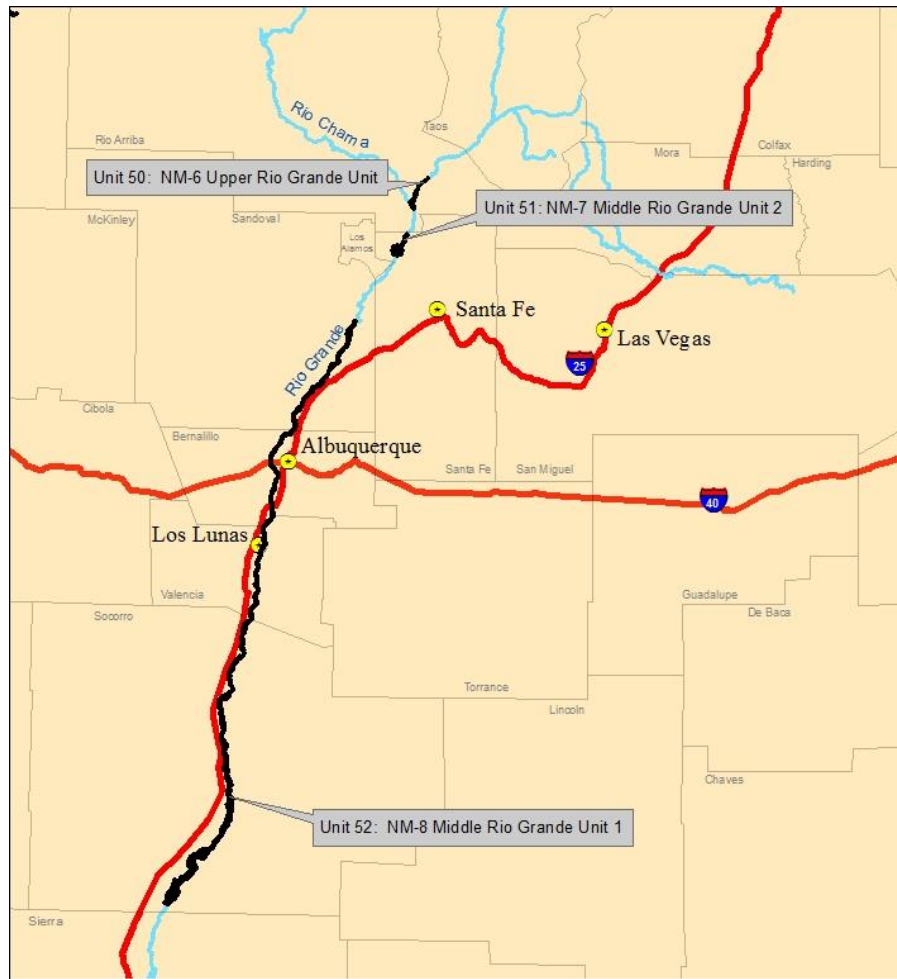 Rio Chama
Taos
Rio Arriba
Mora
Colfax
Harding
Unit 50: NM-6 Upper Rio Grande Unit
Unit 51: NM-7 Middle Rio Grande Unit 2
McKinley
Sandoval
Los
Alamos
Santa Fe
Rio Grande
Las Vegas
25
Cibola
Bernalillo
Albuquerque
Santa Fe
San Miguel
40
Los Lunas
Valencia
Guadalupe
De Baca
Socorro
Torrance
Lincoln
Chaves
Unit 52: NM-8 Middle Rio Grande Unit 1
Sierra